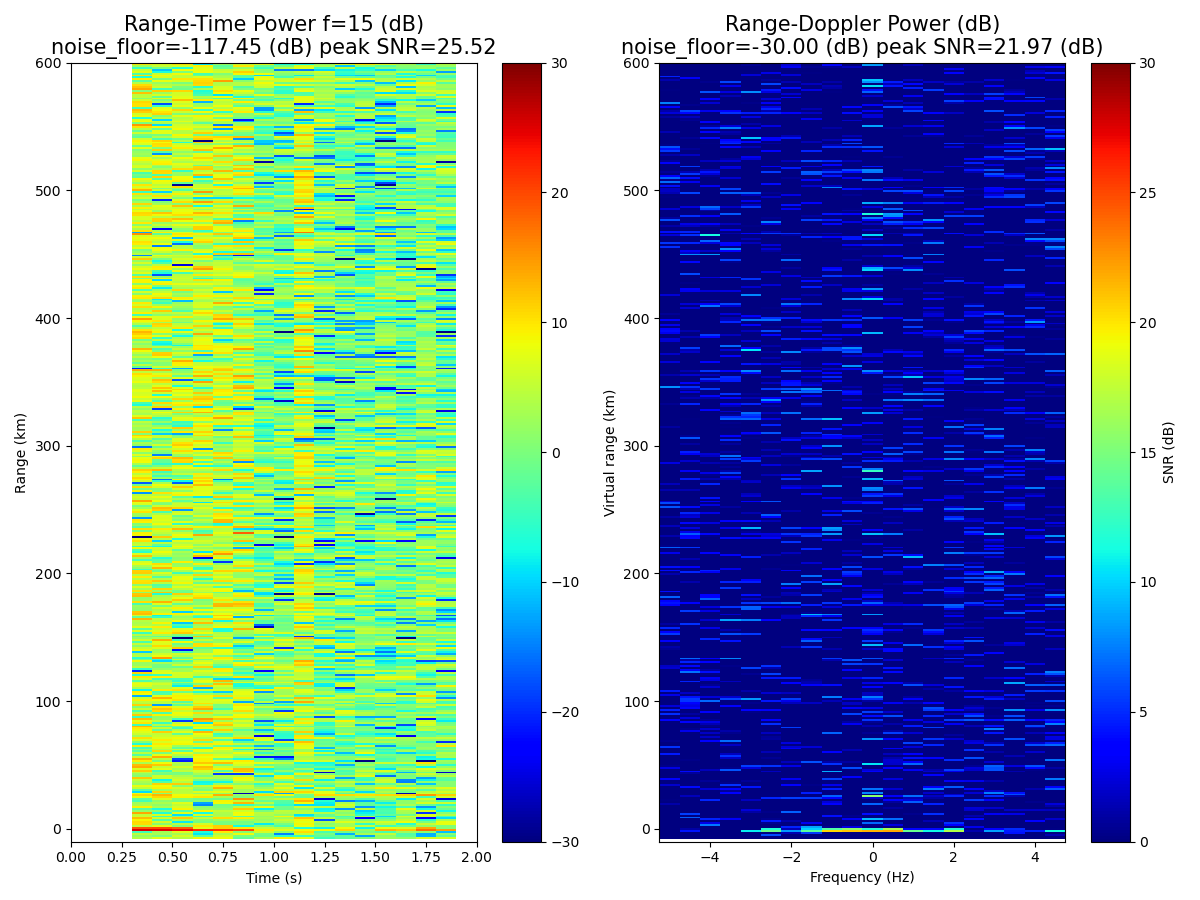 Range-Time Power f=15 (dB)
noise_floor=-117.45 (dB) peak SNR=25.52
Range-Doppler Power (dB)
noise_floor=-30.00 (dB) peak SNR=21.97 (dB)
600
500
400
300
200
100
0
Range (km)
0.00 0.25 0.50 0.75 1.00 1.25 1.50 1.75 2.00
Time (s)
30
20
10
0
−10
−20
−30
600
500
400
300
200
100
0
Virtual range (km)
−4 −2 0 2 4
Frequency (Hz)
30
25
20
15
10
5
0
SNR (dB)